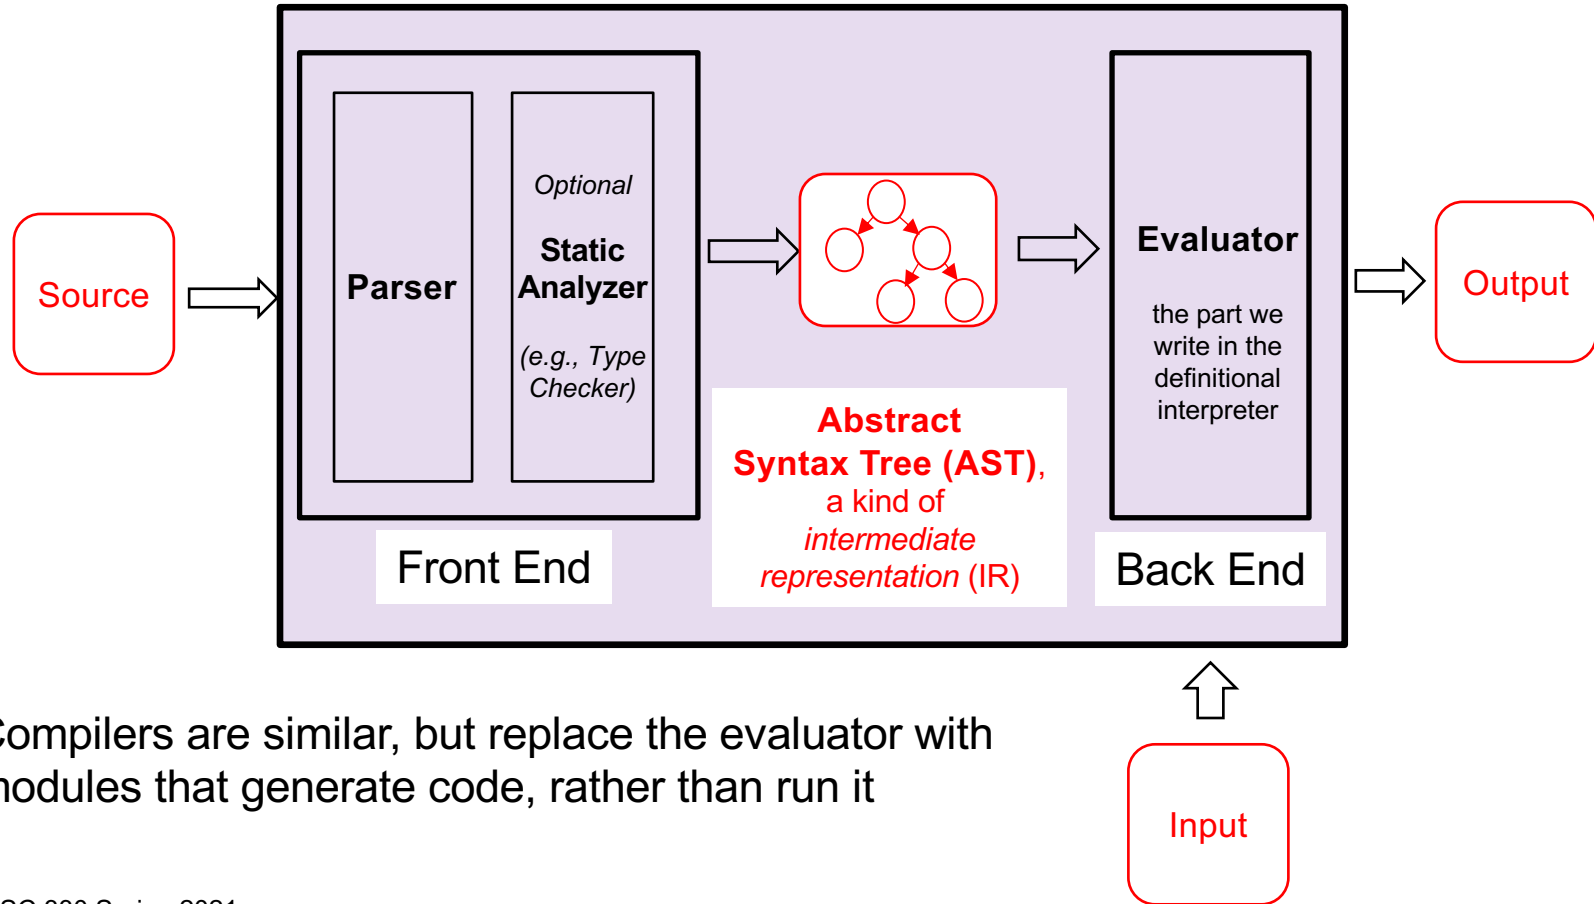 Source
Parser
Optional
Static
Analyzer
(e.g., Type
Checker)
Front End
Abstract
Syntax Tree (AST),
a kind of
intermediate
representation (IR)
Evaluator
the part we
write in the
definitional
interpreter
Back End
Output
Input
Compilers are similar, but replace the evaluator with
modules that generate code, rather than run it